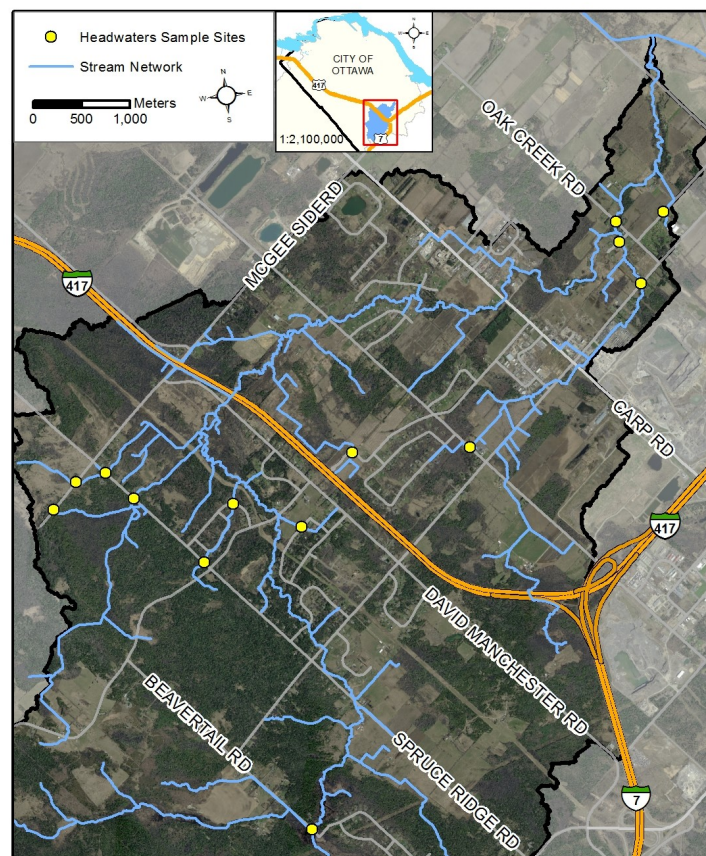 Headwaters Sample Sites
Stream Network
N
W
E
S
Meters
0 500 1,000
CITY OF
OTTAWA
N
W
E
S
417
7
1:2,100,000
OAK CREEK RD
MCGEE SIDERD
417
CARP RD
417
DAVID MANCHESTER RD
BEAVERTAIL RD
SPRUCE RIDGE RD
7